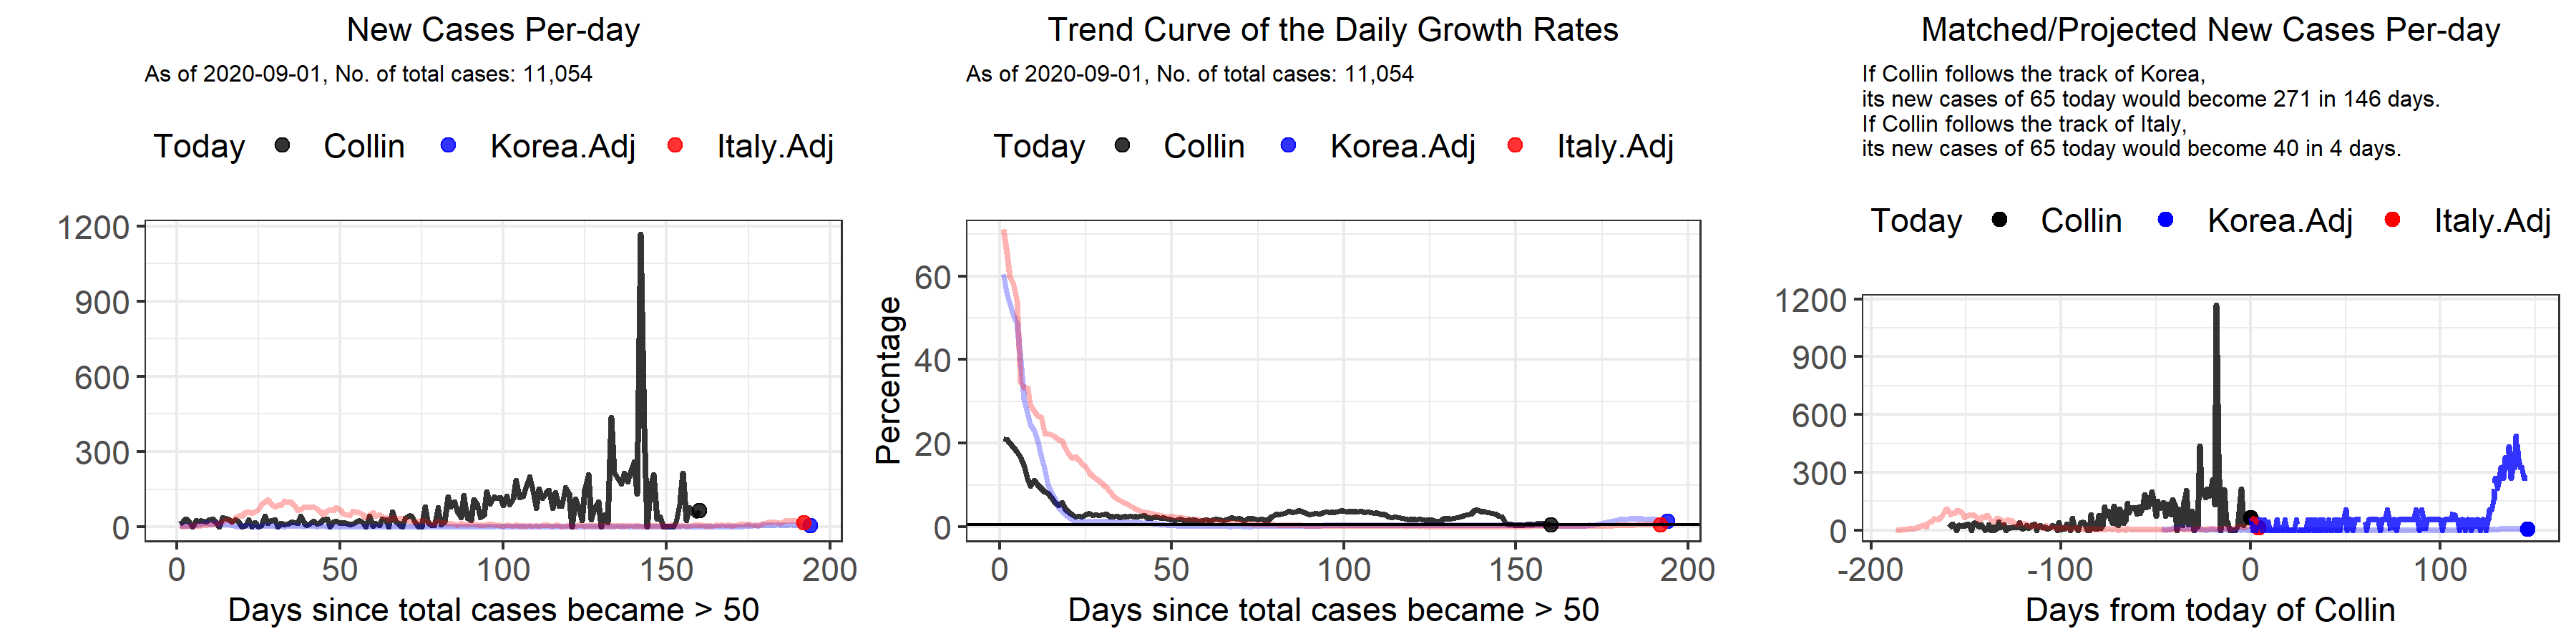 New Cases Per-day
As of 2020-09-01, No. of total cases: 11,054
Today Collin Korea.Adj Italy.Adj
1200
900
600
300
0
0 50 100 150 200
Days since total cases became > 50
Trend Curve of the Daily Growth Rates
As of 2020-09-01, No. of total cases: 11,054
Today Collin Korea.Adj Italy.Adj
Percentage
60
40
20
0
0 50 100 150 200
Days since total cases became > 50
Matched/Projected New Cases Per-day
If Collin follows the track of Korea,
its new cases of 65 today would become 271 in 146 days.
If Collin follows the track of Italy,
its new cases of 65 today would become 40 in 4 days.
Today Collin Korea.Adj Italy.Adj
1200
900
600
300
0
-200 -100 0 100
Days from today of Collin